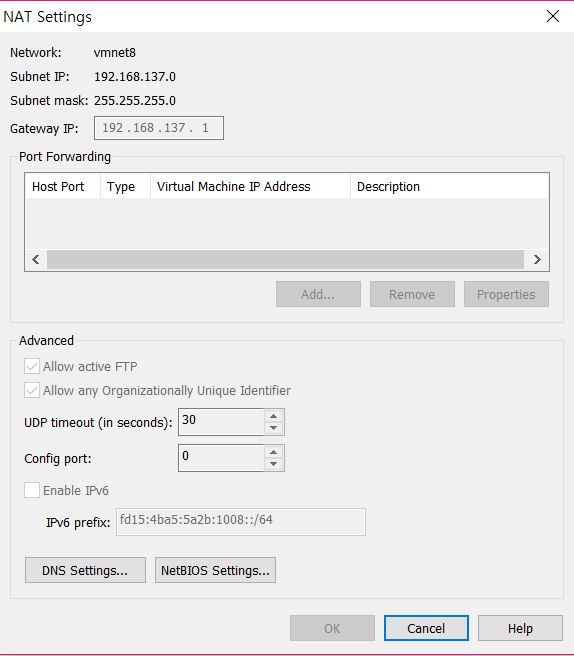 NAT Settings
Network: vmnet8
Subnet IP: 192.168.137.0
Subnet mask: 255.255.255.0
Gateway IP: 192 . 168 . 137 . 1
Port Forwarding
Host Port Type Virtual Machine IP Address Description
Add... Remove Properties
Advanced
Allow active FTP
Allow any Organizationally Unique Identifier
UDP timeout (in seconds): 30
Config port: 0
Enable IPv6
IPv6 prefix: fd15:4ba5:5a2b:1008::/64
DNS Settings... NetBIOS Settings...
OK Cancel Help